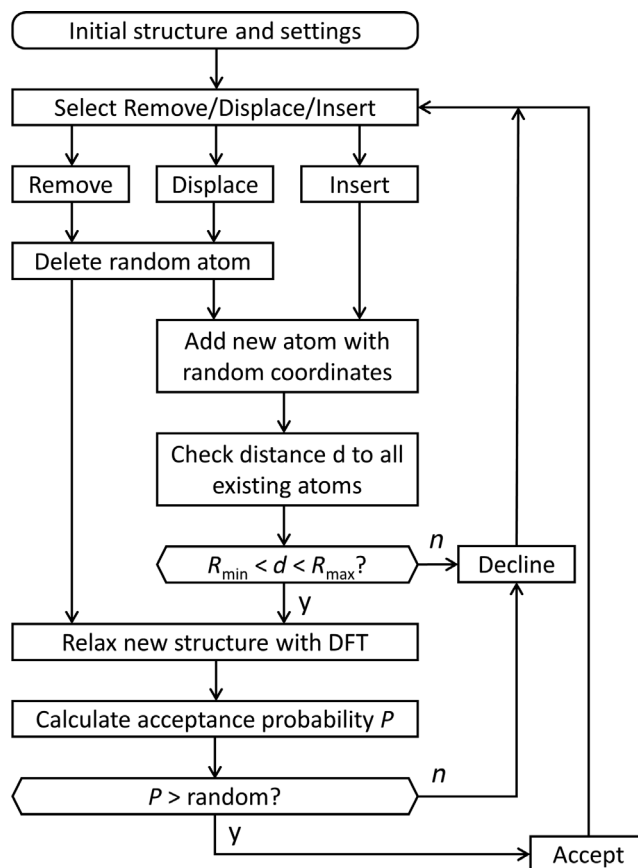 Initial structure and settings
Select Remove/Displace/Insert
Remove
Displace
Insert
Delete random atom
Add new atom with
random coordinates
Check distance d to all
existing atoms
R_min < d < R_max?
n
Decline
y
Relax new structure with DFT
Calculate acceptance probability P
P > random?
n
y
Accept